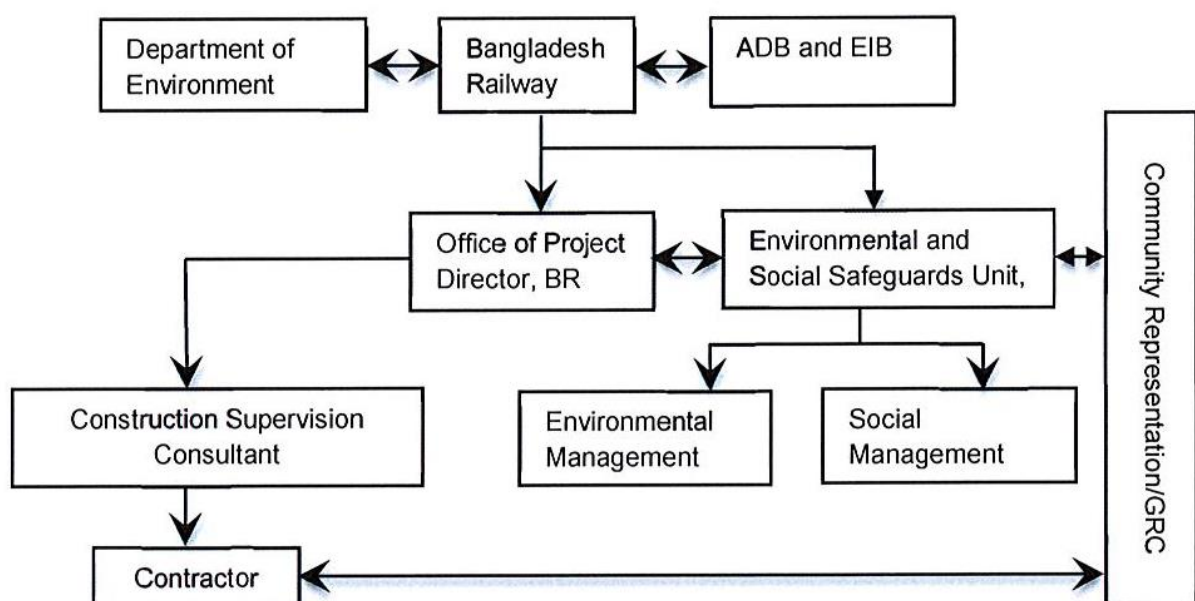 Department of
Environment
Bangladesh
Railway
ADB and EIB
Office of Project
Director, BR
Environmental and
Social Safeguards Unit,
Community Representation/GRC
Construction Supervision
Consultant
Environmental
Management
Social
Management
Contractor